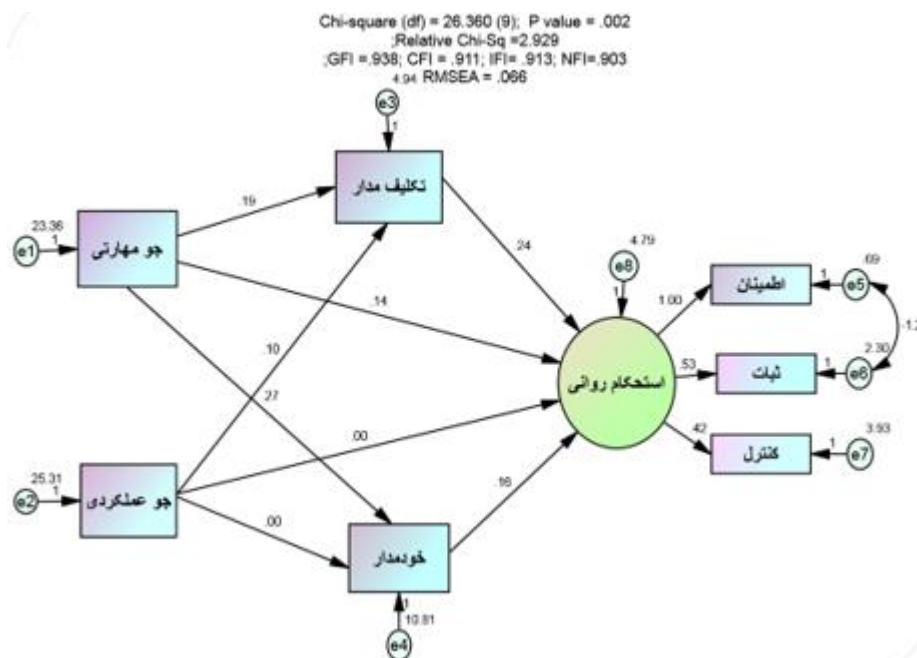 Chi-square (df) = 26.360 (9); P value = .002
;Relative Chi-Sq =2.929
;GFI =.938; CFI = .911; IFI= .913; NFI=.903
RMSEA = .066
4.94
e3
1
تکلیف مدار
.19
23.36
e1
1
جو مهارتی
.24
4.79
e8
1
.14
1.00
اطمینان
1
.69
e5
-1.2
.10
.27
استحکام روانی
.53
ثبات
1
2.30
e6
.42
کنترل
1
3.93
e7
.00
25.31
e2
1
جو عملکردی
.00
.16
خودمدار
1
10.81
e4